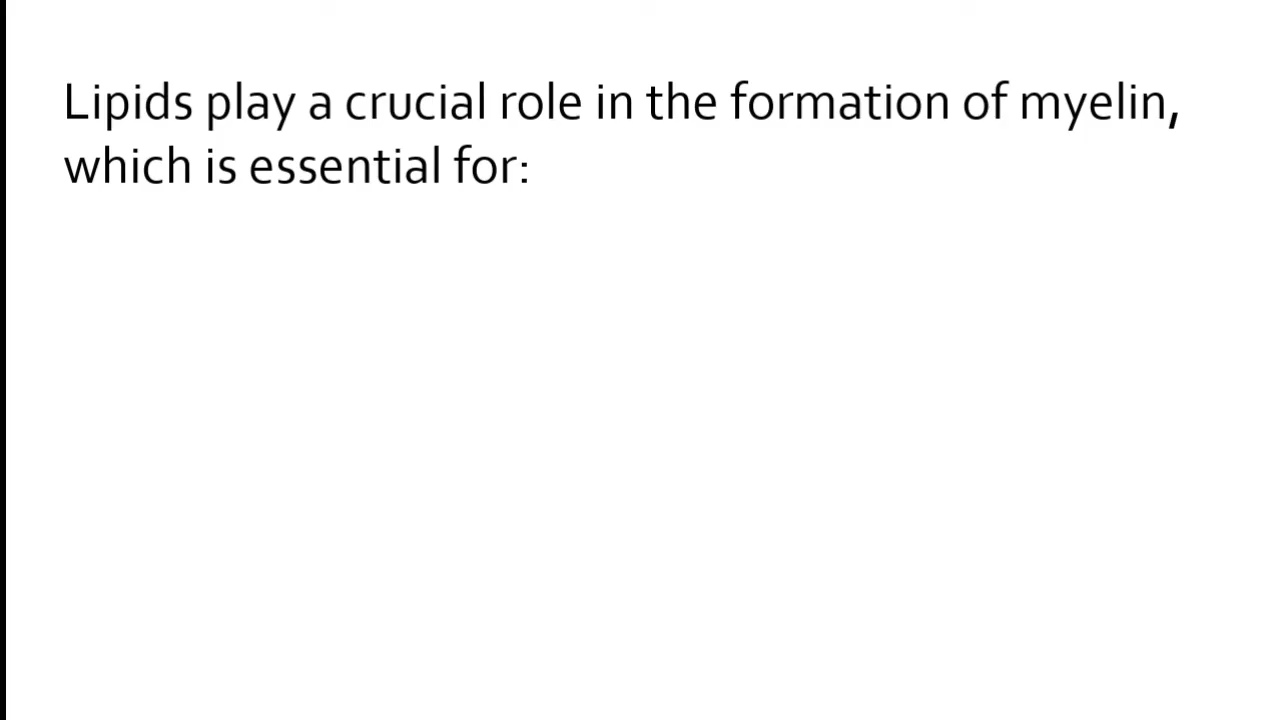 Lipids play a crucial role in the formation of myelin,
which is essential for: